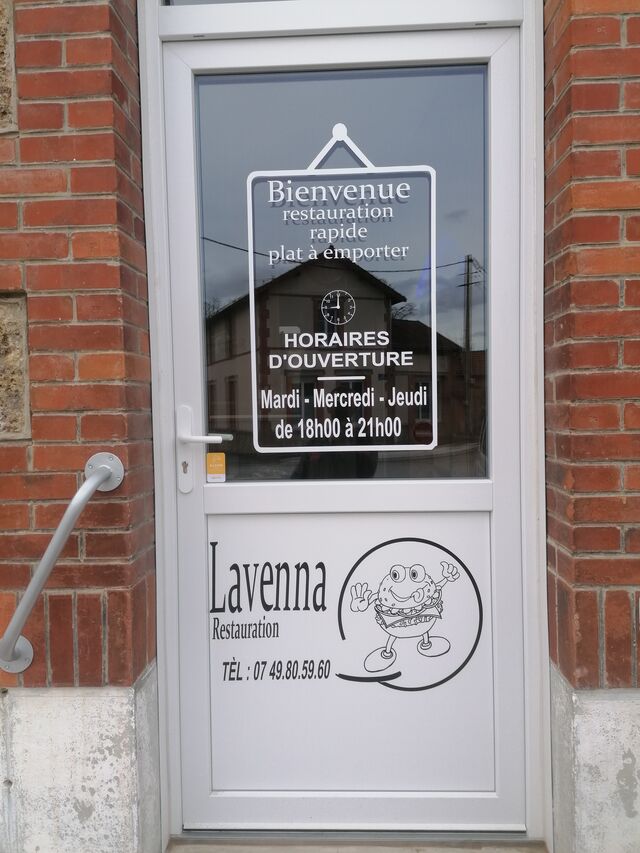 Bienvenue
restauration
rapide
plat à emporter
HORAIRES
D'OUVERTURE
Mardi - Mercredi - Jeudi
de 18h00 à 21h00
Lavenna
Restauration
TÈL : 07 49.80.59.60